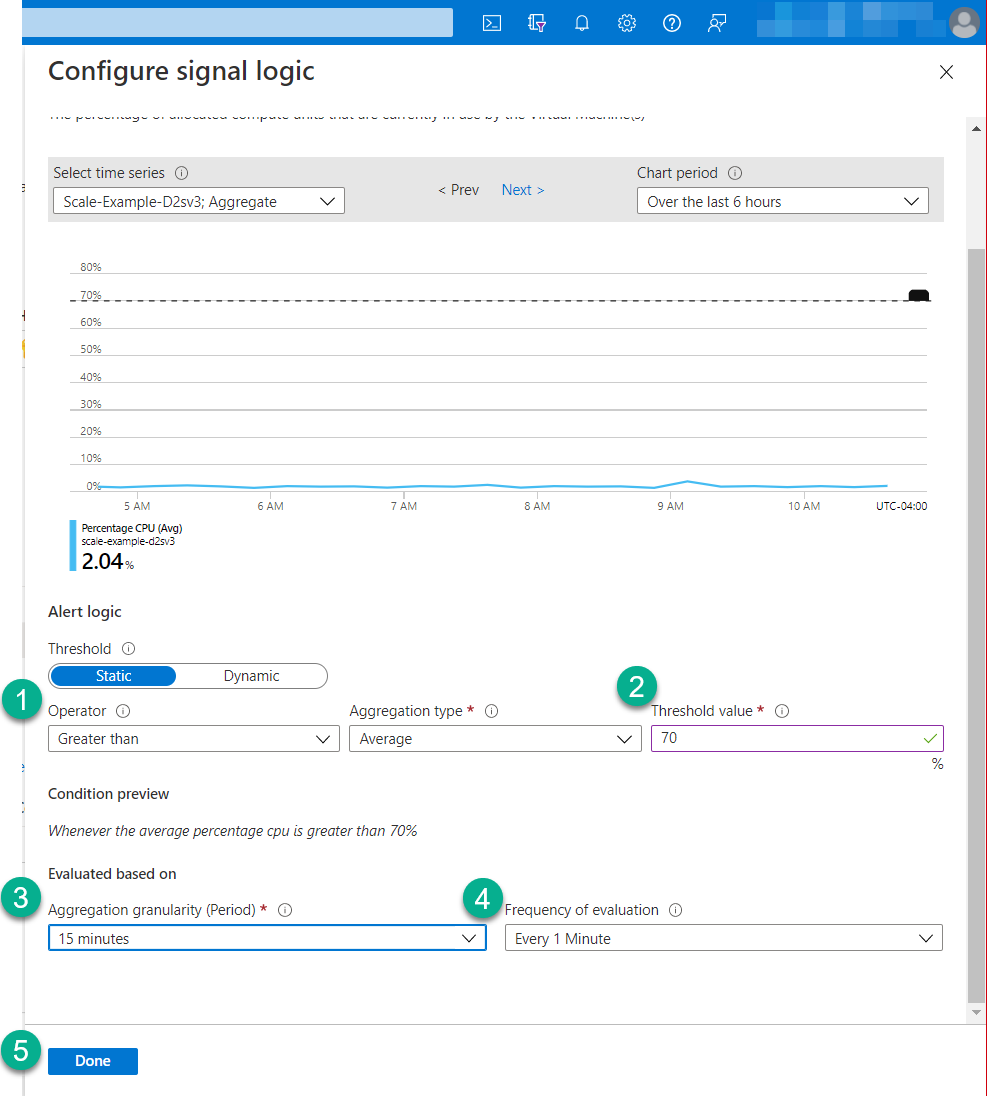 Configure signal logic
The percentage of allocated compute units that are currently in use by the Virtual Machine(s)
Select time series
Scale-Example-D2sv3; Aggregate
< Prev Next >
Chart period
Over the last 6 hours
80%
70%
60%
50%
40%
30%
20%
10%
0%
5 AM 6 AM 7 AM 8 AM 9 AM 10 AM UTC-04:00
Percentage CPU (Avg)
scale-example-d2sv3
2.04%
Alert logic
Threshold
Static Dynamic
1
Operator
Greater than
Aggregation type *
Average
2
Threshold value *
70
%
Condition preview
Whenever the average percentage cpu is greater than 70%
Evaluated based on
3
Aggregation granularity (Period) *
15 minutes
4
Frequency of evaluation
Every 1 Minute
5
Done